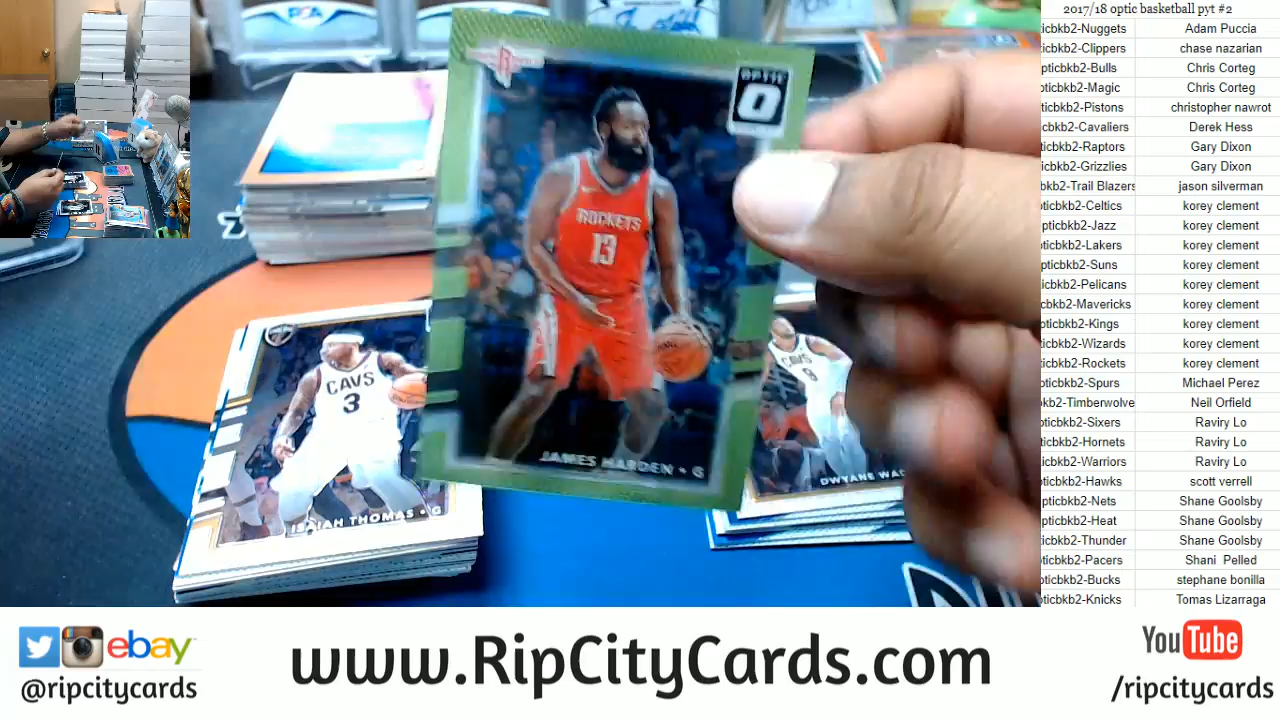 2017/18 optic basketball pyt #2
ticbkb2-Nuggets Adam Puccia
ticbkb2-Clippers chase nazarian
pticbkb2-Bulls Chris Corteg
pticbkb2-Magic Chris Corteg
pticbkb2-Pistons christopher nawrot
ticbkb2-Cavaliers Derek Hess
pticbkb2-Raptors Gary Dixon
pticbkb2-Grizzlies Gary Dixon
bkb2-Trail Blazers jason silverman
pticbkb2-Celtics korey clement
pticbkb2-Jazz korey clement
pticbkb2-Lakers korey clement
pticbkb2-Suns korey clement
pticbkb2-Pelicans korey clement
ticbkb2-Mavericks korey clement
pticbkb2-Kings korey clement
pticbkb2-Wizards korey clement
pticbkb2-Rockets korey clement
pticbkb2-Spurs Michael Perez
bkb2-Timberwolve Neil Orfield
pticbkb2-Sixers Raviry Lo
pticbkb2-Hornets Raviry Lo
ticbkb2-Warriors Raviry Lo
pticbkb2-Hawks scott verrell
pticbkb2-Nets Shane Goolsby
pticbkb2-Heat Shane Goolsby
pticbkb2-Thunder Shane Goolsby
pticbkb2-Pacers Shani Pelled
pticbkb2-Bucks stephane bonilla
pticbkb2-Knicks Tomas Lizarraga
OPTIC
O
R
ROCKETS
13
JAMES HARDEN • G
CAVS
3
ISAIAH THOMAS • G
CAVS
9
DWYANE WAD
ebay
@ripcitycards
www.RipCityCards.com
YouTube
/ripcitycards